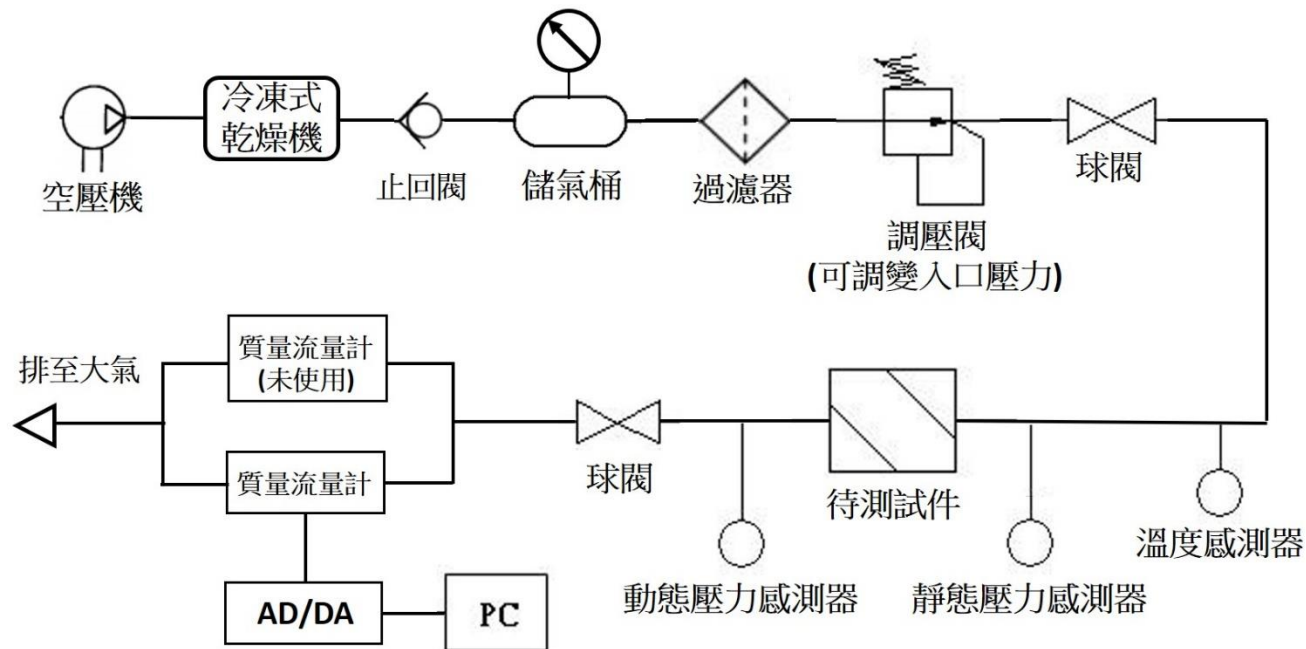 冷凍式
乾燥機
空壓機
止回閥
儲氣桶
過濾器
調壓閥
(可調變入口壓力)
球閥
排至大氣
質量流量計
(未使用)
質量流量計
球閥
待測試件
溫度感測器
動態壓力感測器
靜態壓力感測器
AD/DA
PC